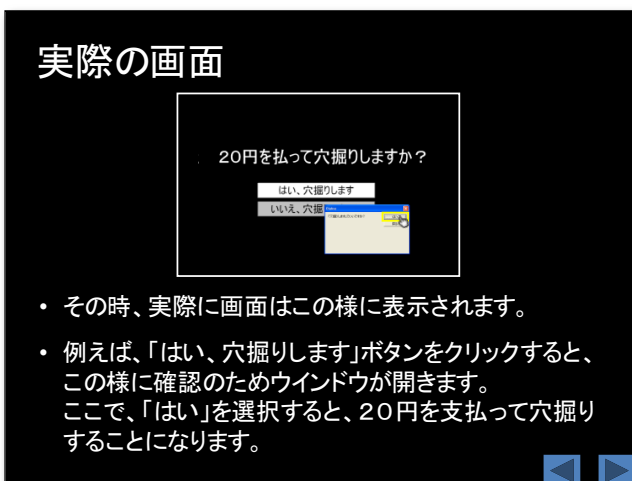 実際の画面
20円を払って穴掘りしますか？
はい、穴掘りします
いいえ、穴掘
• その時、実際に画面はこの様に表示されます。
• 例えば、「はい、穴掘りします」ボタンをクリックすると、
この様に確認のためウインドウが開きます。
ここで、「はい」を選択すると、２０円を支払って穴掘り
することになります。